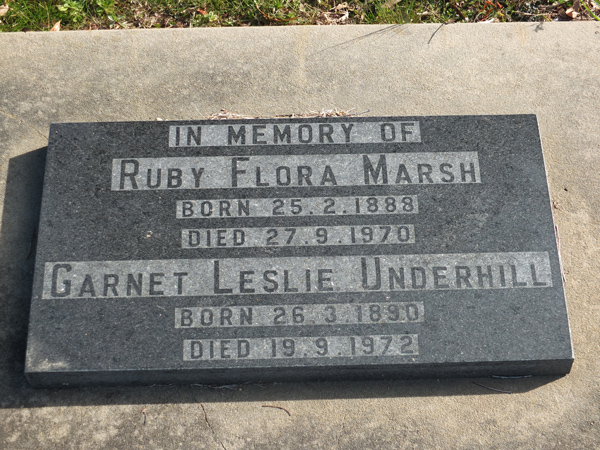 IN MEMORY OF
RUBY FLORA MARSH
BORN 25.2.1888
DIED 27.9.1970
GARNET LESLIE UNDERHILL
BORN 26.3.1890
DIED 19.9.1972